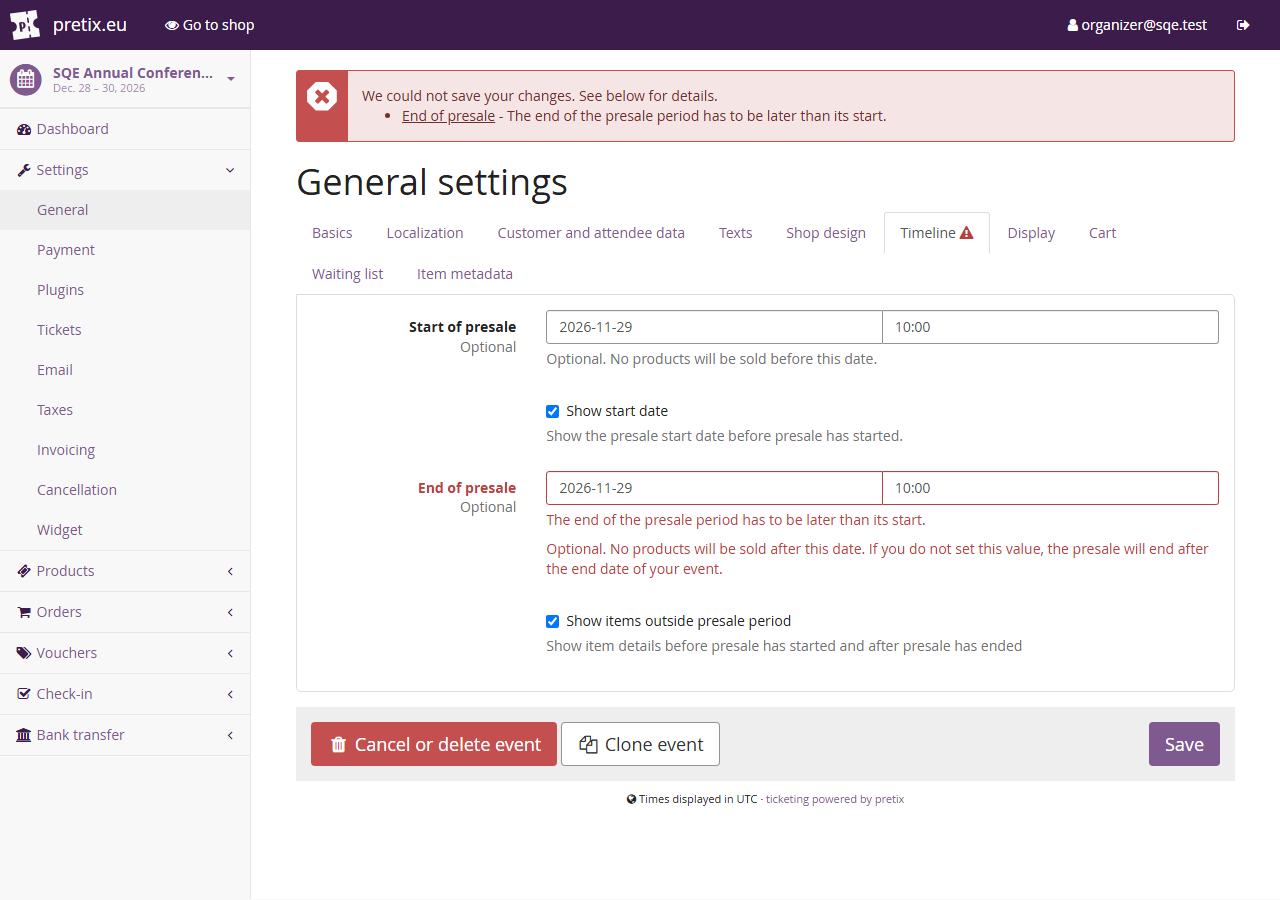 pretix.eu
Go to shop
organizer@sqe.test
SQE Annual Conferen...
Dec. 28 – 30, 2026
Dashboard
Settings
General
Payment
Plugins
Tickets
Email
Taxes
Invoicing
Cancellation
Widget
Products
Orders
Vouchers
Check-in
Bank transfer
We could not save your changes. See below for details.
End of presale - The end of the presale period has to be later than its start.
General settings
Basics Localization Customer and attendee data Texts Shop design Timeline Display Cart
Waiting list Item metadata
Start of presale 2026-11-29 10:00
Optional
Optional. No products will be sold before this date.
Show start date
Show the presale start date before presale has started.
End of presale 2026-11-29 10:00
Optional
The end of the presale period has to be later than its start.
Optional. No products will be sold after this date. If you do not set this value, the presale will end after
the end date of your event.
Show items outside presale period
Show item details before presale has started and after presale has ended
Cancel or delete event Clone event Save
Times displayed in UTC · ticketing powered by pretix